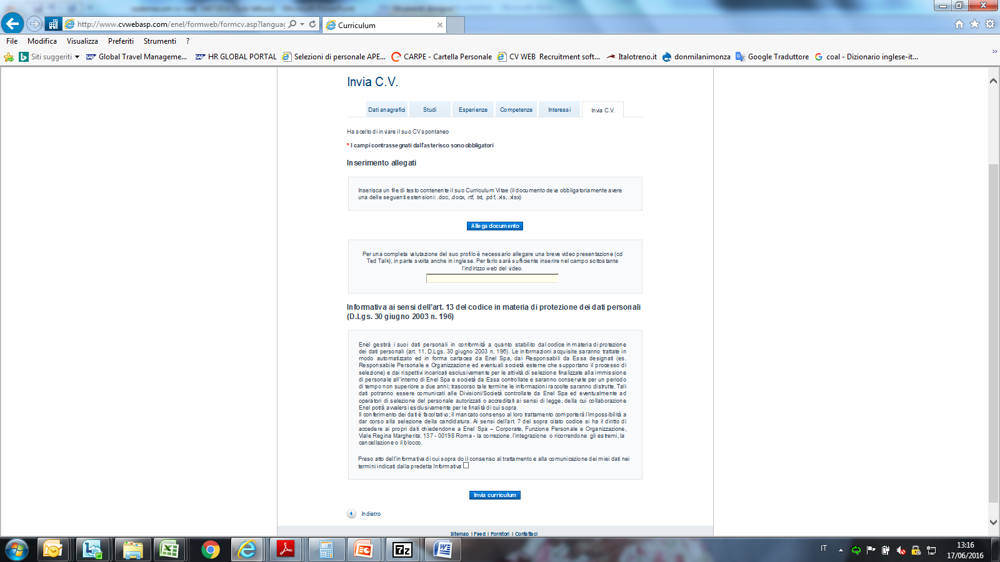 http://www.cvwebasp.com/enel/formweb/formcv.asp?languag
Curriculum
File Modifica Visualizza Preferiti Strumenti ?
Siti suggeriti Global Travel Manageme... HR GLOBAL PORTAL Selezioni di personale APE... CARPE - Cartella Personale CV WEB Recruitment soft... Italotreno.it donmilanimonza Google Traduttore coal - Dizionario inglese-it...
Invia C.V.
Dati anagrafici Studi Esperienze Competenze Interessi Invia C.V.
Ha scelto di inviare il suo CV spontaneo
* I campi contrassegnati dall'asterisco sono obbligatori
Inserimento allegati
Inserisca un file di testo contenente il suo Curriculum Vitae (il documento deve obbligatoriamente avere
una delle seguenti estensioni: .doc, .docx, .rtf, .txt, .pdf, .xls, .xlsx)
Allega documento
Per una completa valutazione del suo profilo è necessario allegare una breve video presentazione (cd
Ted Talk), in parte svolta anche in inglese. Per farlo sarà sufficiente inserire nel campo sottostante
l'indirizzo web del video.
Informativa ai sensi dell'art. 13 del codice in materia di protezione dei dati personali
(D.Lgs. 30 giugno 2003 n. 196)
Enel gestirà i suoi dati personali in conformità a quanto stabilito dal codice in materia di protezione
dei dati personali (art. 11, D.Lgs. 30 giugno 2003 n. 196). Le informazioni acquisite saranno trattate in
modo automatizzato ed in forma cartacea da Enel Spa, dai Responsabili da Essa designati (es.
Responsabile Personale e Organizzazione ed eventuali società esterne che supportano il processo di
selezione) e dai rispettivi incaricati esclusivamente per le attività di selezione finalizzate alla immissione
di personale all'interno di Enel Spa e società da Essa controllate e saranno conservate per un periodo
di tempo non superiore a due anni; trascorso tale termine le informazioni raccolte saranno distrutte. Tali
dati potranno essere comunicati alle Divisioni/Società controllate da Enel Spa ed eventualmente ad
operatori di selezione del personale autorizzati o accreditati ai sensi di legge, della cui collaborazione
Enel potrà avvalersi esclusivamente per le finalità di cui sopra.
Il conferimento dei dati è facoltativo; il mancato consenso al loro trattamento comporterà l'impossibilità a
dar corso alla selezione della candidatura. Ai sensi dell'art. 7 del sopra citato codice si ha il diritto di
accedere ai propri dati chiedendone a Enel Spa – Corporate, Funzione Personale e Organizzazione,
Viale Regina Margherita, 137 - 00198 Roma - la correzione, l'integrazione o ricorrendone gli estremi, la
cancellazione o il blocco.
Preso atto dell'informativa di cui sopra do il consenso al trattamento e alla comunicazione dei miei dati nei
termini indicati dalla predetta Informativa
Invia curriculum
Indietro
Sitemap | Feed | Fornitori | Contattaci
IT
13:16
17/06/2016